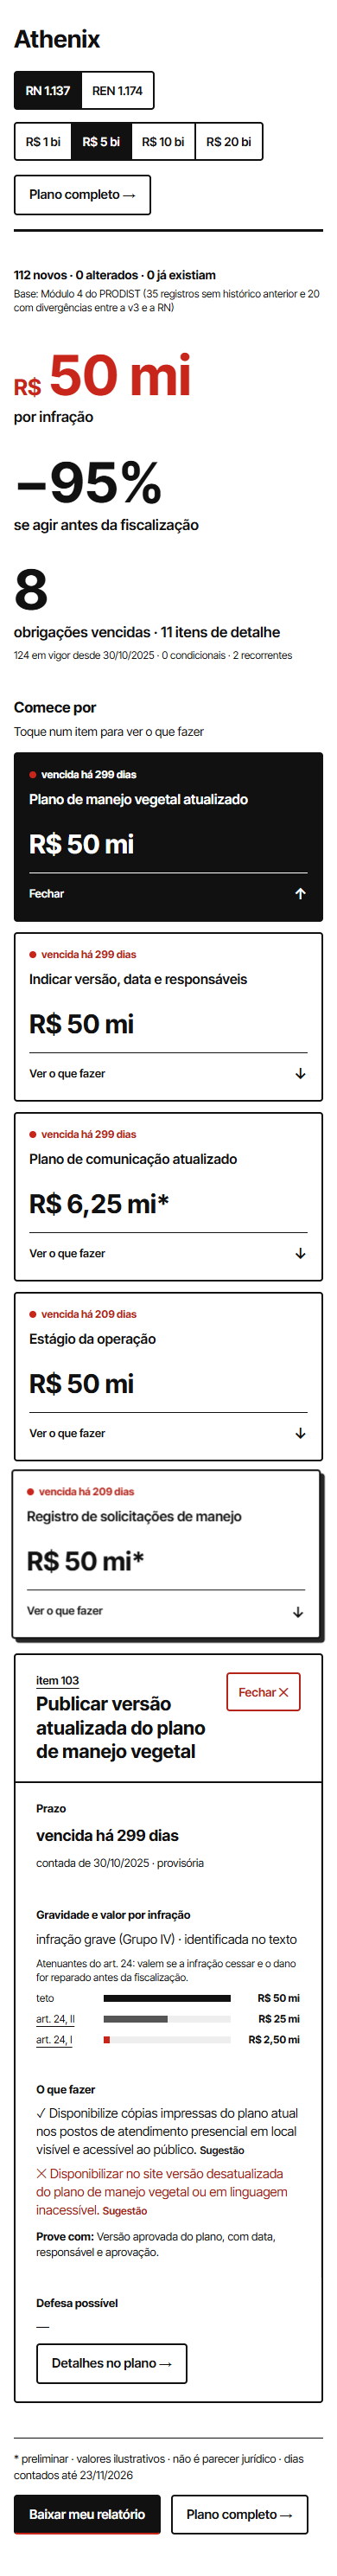 Athenix
RN 1.137 REN 1.174
R$ 1 bi R$ 5 bi R$ 10 bi R$ 20 bi
Plano completo →
112 novos · 0 alterados · 0 já existiam
Base: Módulo 4 do PRODIST (35 registros sem histórico anterior e 20
com divergências entre a v3 e a RN)
R$ 50 mi
por infração
−95%
se agir antes da fiscalização
8
obrigações vencidas · 11 itens de detalhe
124 em vigor desde 30/10/2025 · 0 condicionais · 2 recorrentes
Comece por
Toque num item para ver o que fazer
vencida há 299 dias
Plano de manejo vegetal atualizado
R$ 50 mi
Fechar ↑
vencida há 299 dias
Indicar versão, data e responsáveis
R$ 50 mi
Ver o que fazer ↓
vencida há 299 dias
Plano de comunicação atualizado
R$ 6,25 mi*
Ver o que fazer ↓
vencida há 209 dias
Estágio da operação
R$ 50 mi
Ver o que fazer ↓
vencida há 209 dias
Registro de solicitações de manejo
R$ 50 mi*
Ver o que fazer ↓
item 103
Publicar versão
atualizada do plano
de manejo vegetal
Fechar ✕
Prazo
vencida há 299 dias
contada de 30/10/2025 · provisória
Gravidade e valor por infração
infração grave (Grupo IV) · identificada no texto
Atenuantes do art. 24: valem se a infração cessar e o dano
for reparado antes da fiscalização.
teto R$ 50 mi
art. 24, II R$ 25 mi
art. 24, I R$ 2,50 mi
O que fazer
✓ Disponibilize cópias impressas do plano atual
nos postos de atendimento presencial em local
visível e acessível ao público. Sugestão
✕ Disponibilizar no site versão desatualizada
do plano de manejo vegetal ou em linguagem
inacessível. Sugestão
Prove com: Versão aprovada do plano, com data,
responsável e aprovação.
Defesa possível
—
Detalhes no plano →
* preliminar · valores ilustrativos · não é parecer jurídico · dias
contados até 23/11/2026
Baixar meu relatório Plano completo →